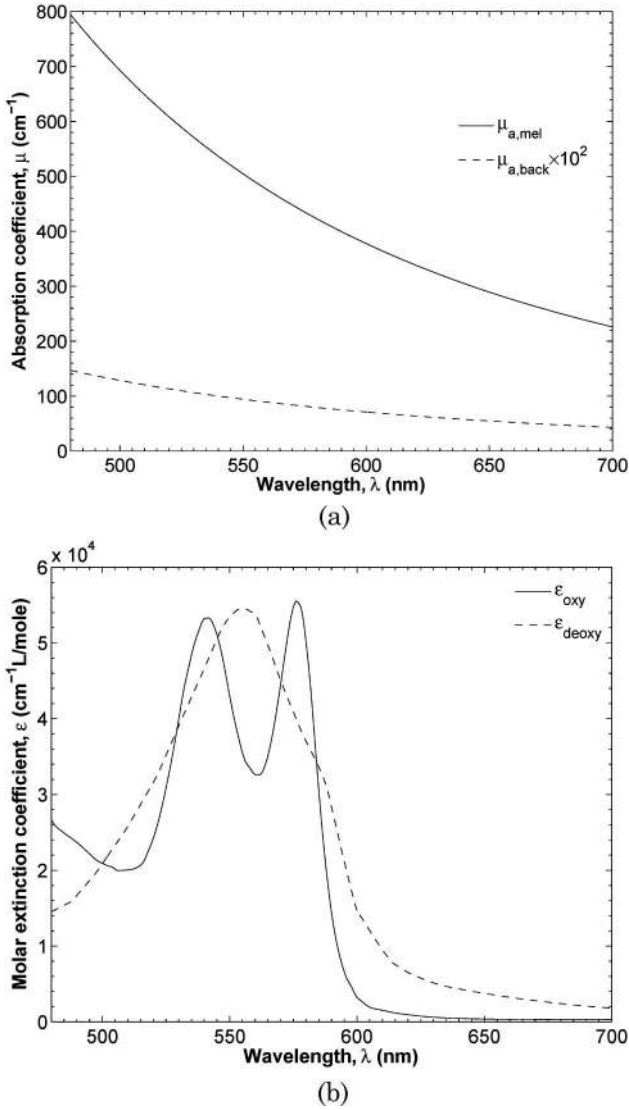 800
700
600
500
400
300
200
100
0
Absorption coefficient, μ (cm⁻¹)
μa,mel
μa,back×10²
500 550 600 650 700
Wavelength, λ (nm)
(a)
6 x 10⁴
5
4
3
2
1
0
Molar extinction coefficient, ε (cm⁻¹L/mole)
εoxy
εdeoxy
500 550 600 650 700
Wavelength, λ (nm)
(b)